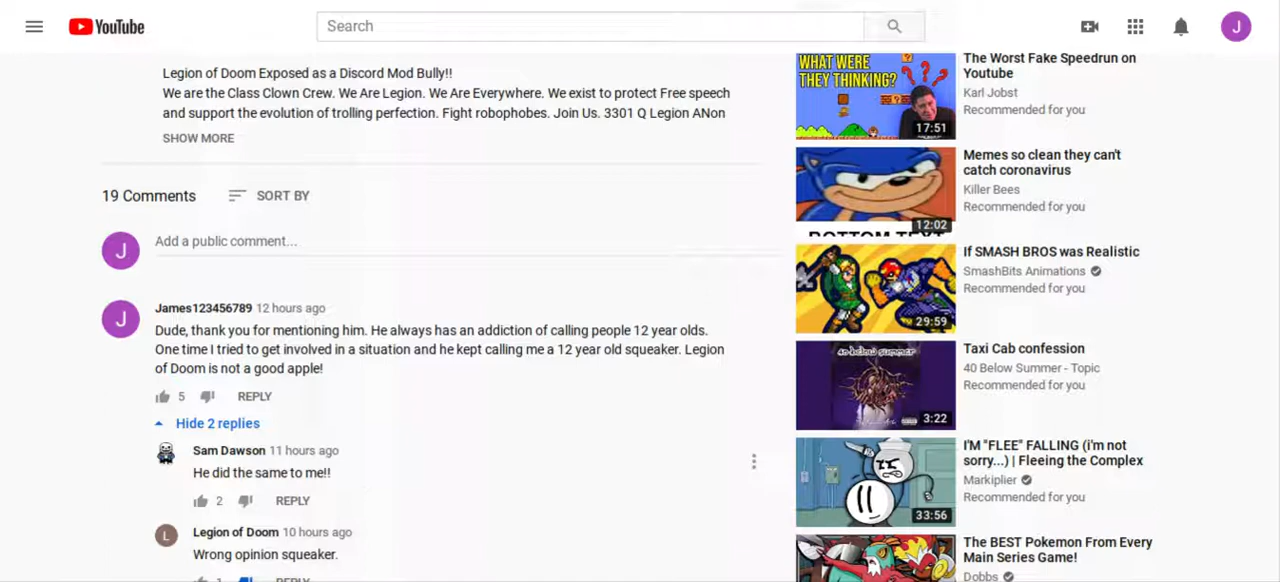 YouTube
Search
J
Legion of Doom Exposed as a Discord Mod Bully!!
We are the Class Clown Crew. We Are Legion. We Are Everywhere. We exist to protect Free speech
and support the evolution of trolling perfection. Fight robophobes. Join Us. 3301 Q Legion ANon
SHOW MORE
19 Comments
SORT BY
J
Add a public comment...
J
James123456789 12 hours ago
Dude, thank you for mentioning him. He always has an addiction of calling people 12 year olds.
One time I tried to get involved in a situation and he kept calling me a 12 year old squeaker. Legion
of Doom is not a good apple!
5 REPLY
Hide 2 replies
Sam Dawson 11 hours ago
He did the same to me!!
2 REPLY
L
Legion of Doom 10 hours ago
Wrong opinion squeaker.
1 REPLY
WHAT WERE
THEY THINKING?
???
17:51
The Worst Fake Speedrun on
Youtube
Karl Jobst
Recommended for you
12:02
BOTTOM TEXT
Memes so clean they can't
catch coronavirus
Killer Bees
Recommended for you
29:59
If SMASH BROS was Realistic
SmashBits Animations
Recommended for you
40 below summer
3:22
Taxi Cab confession
40 Below Summer - Topic
Recommended for you
33:56
I'M "FLEE" FALLING (i'm not
sorry...) | Fleeing the Complex
Markiplier
Recommended for you
The BEST Pokemon From Every
Main Series Game!
Dobbs